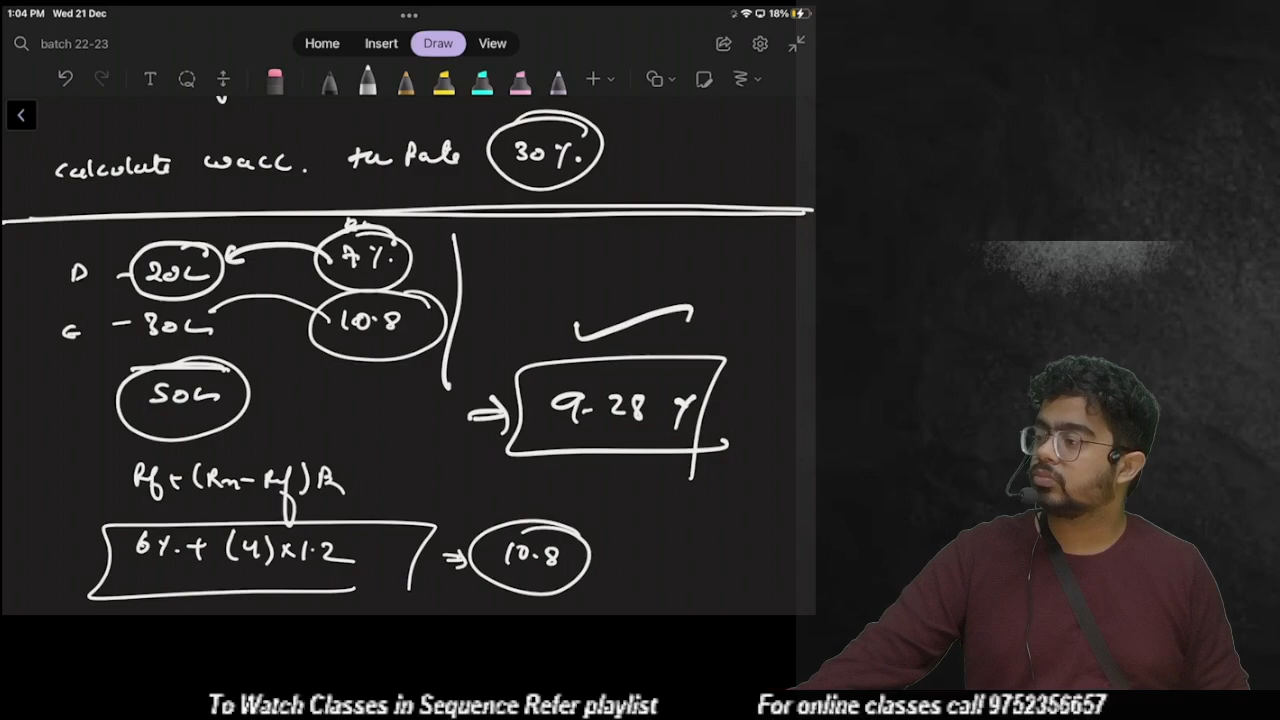 1:04 PM Wed 21 Dec
18%
batch 22-23
Home Insert Draw View
calculate wacc. tax Rate 30%.
D - 20L 7%.
E - 30L 10.8
50L
9.28%
Rf + (Rm - Rf) B
6%. + (4) x 1.2 ⇒ 10.8
To Watch Classes in Sequence Refer playlist
For online classes call 9752356657